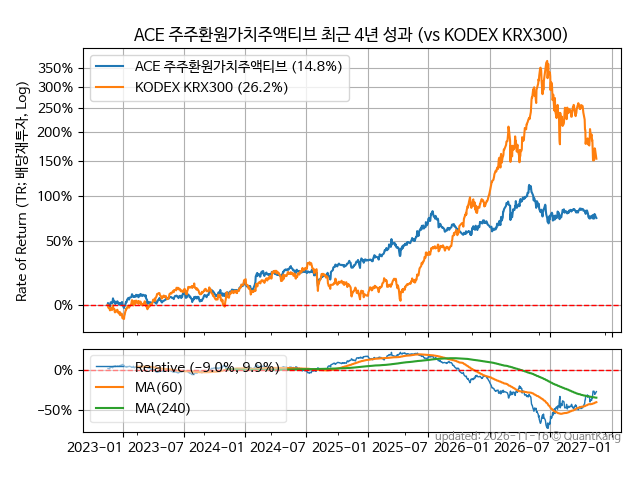 ACE 주주환원가치주액티브 최근 4년 성과 (vs KODEX KRX300)
Rate of Return (TR; 배당재투자, Log)
350%
300%
250%
200%
150%
100%
50%
0%
ACE 주주환원가치주액티브 (14.8%)
KODEX KRX300 (26.2%)
0%
−50%
Relative (−9.0%, 9.9%)
MA(60)
MA(240)
updated: 2026-11-16 © QuantKang
2023-01 2023-07 2024-01 2024-07 2025-01 2025-07 2026-01 2026-07 2027-01